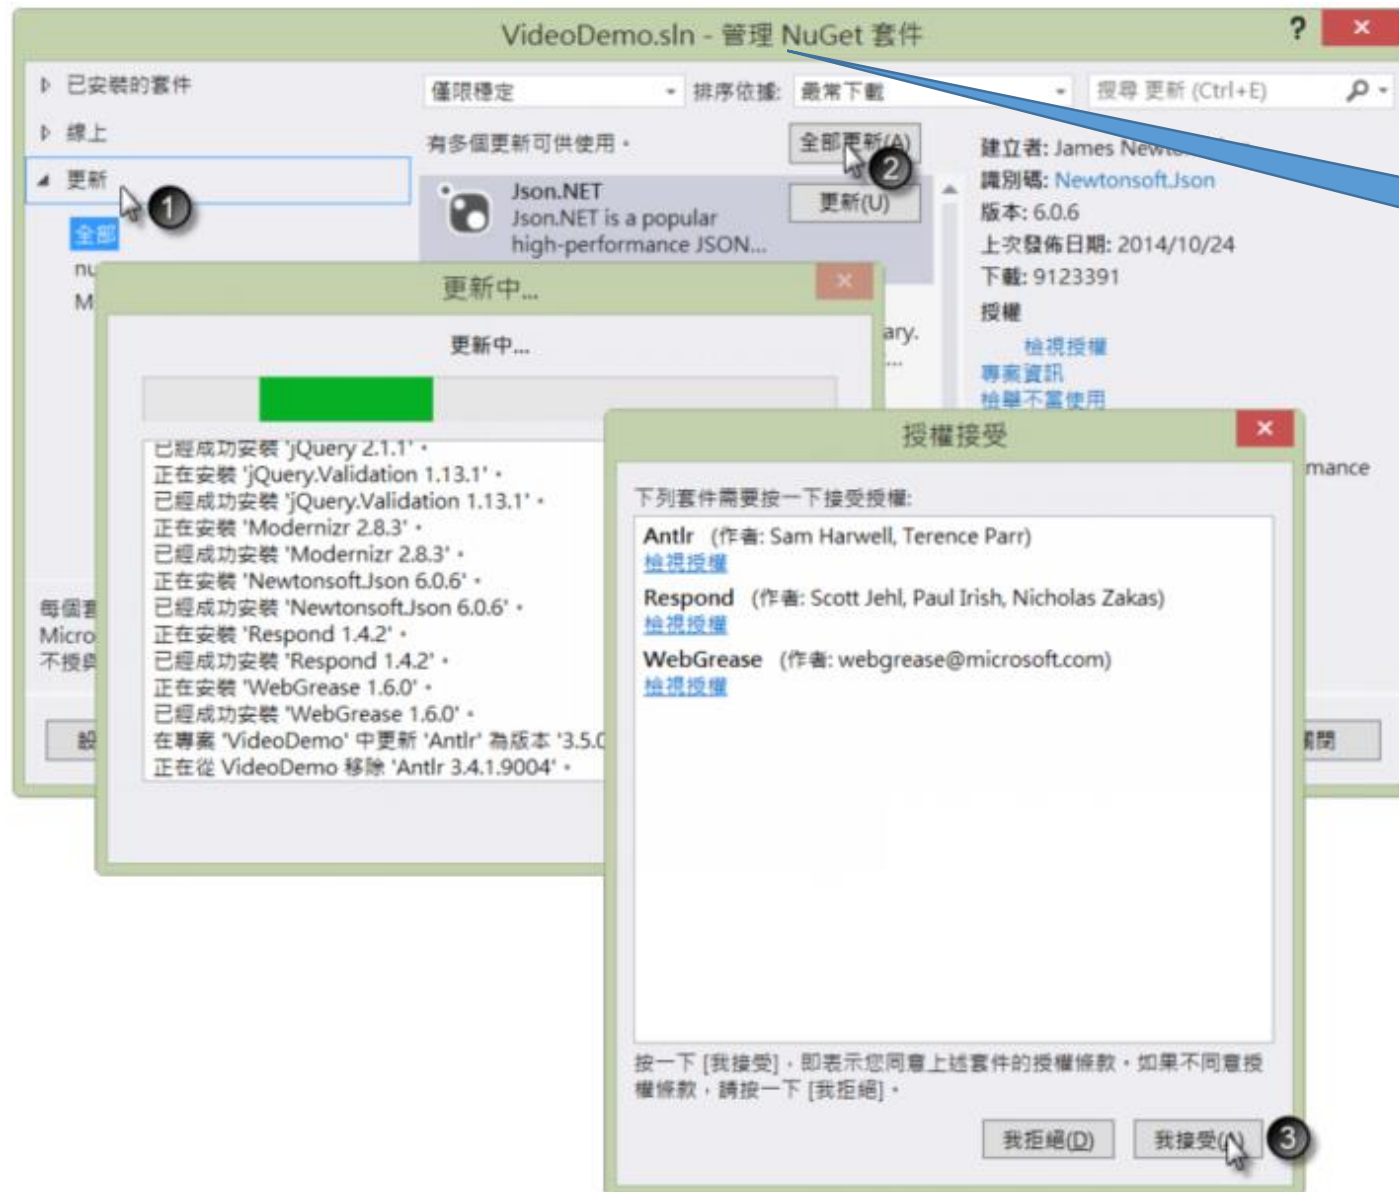 VideoDemo.sln - 管理 NuGet 套件
?
已安裝的套件
僅限穩定
排序依據:
最常下載
搜尋 更新 (Ctrl+E)
線上
有多個更新可供使用。
全部更新(A)
2
更新
1
全部
nu
M
Json.NET
Json.NET is a popular
high-performance JSON...
更新(U)
ary.
...
建立者: James
識別碼: Newtonsoft.Json
版本: 6.0.6
上次發佈日期: 2014/10/24
下載: 9123391
授權
檢視授權
專案資訊
檢舉不當使用
mance
每個套
Micro
不授與
設
關閉
更新中...
更新中...
已經成功安裝 'jQuery 2.1.1'。
正在安裝 'jQuery.Validation 1.13.1'。
已經成功安裝 'jQuery.Validation 1.13.1'。
正在安裝 'Modernizr 2.8.3'。
已經成功安裝 'Modernizr 2.8.3'。
正在安裝 'Newtonsoft.Json 6.0.6'。
已經成功安裝 'Newtonsoft.Json 6.0.6'。
正在安裝 'Respond 1.4.2'。
已經成功安裝 'Respond 1.4.2'。
正在安裝 'WebGrease 1.6.0'。
已經成功安裝 'WebGrease 1.6.0'。
在專案 'VideoDemo' 中更新 'Antlr' 為版本 '3.5.0
正在從 VideoDemo 移除 'Antlr 3.4.1.9004'。
授權接受
下列套件需要按一下接受授權:
Antlr (作者: Sam Harwell, Terence Parr)
檢視授權
Respond (作者: Scott Jehl, Paul Irish, Nicholas Zakas)
檢視授權
WebGrease (作者: webgrease@microsoft.com)
檢視授權
按一下 [我接受],即表示您同意上述套件的授權條款。如果不同意授
權條款,請按一下 [我拒絕]。
我拒絕(D)
我接受(A)
3